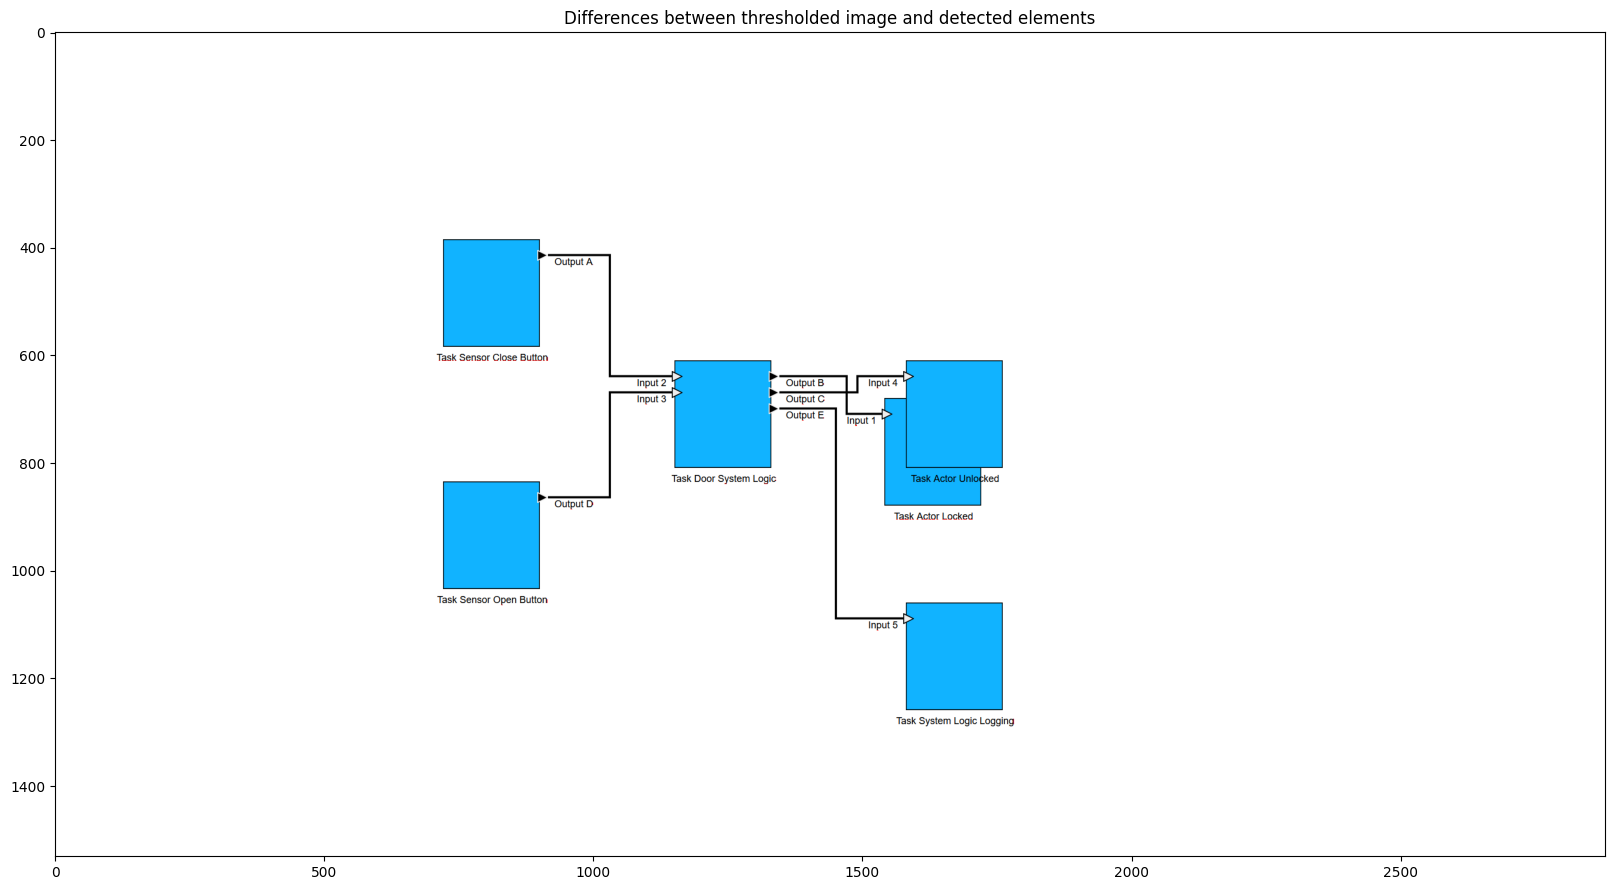 Differences between thresholded image and detected elements
0
200
400
600
800
1000
1200
1400
Output A
Task Sensor Close Button
Input 2
Input 3
Output B
Output C
Output E
Input 4
Input 1
Task Door System Logic
Task Actor Unlocked
Task Actor Locked
Output D
Task Sensor Open Button
Input 5
Task System Logic Logging
0
500
1000
1500
2000
2500